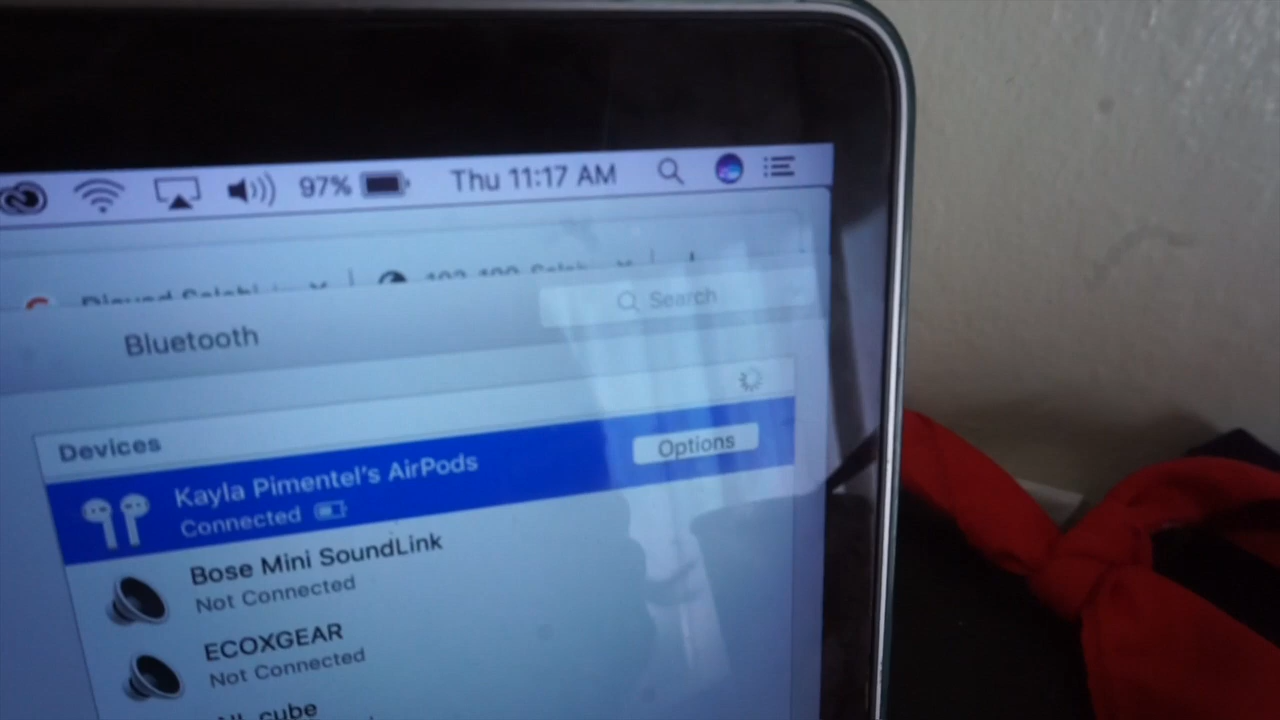 97% Thu 11:17 AM
Search
Bluetooth
Devices
Kayla Pimentel's AirPods
Connected
Options
Bose Mini SoundLink
Not Connected
ECOXGEAR
Not Connected
cube